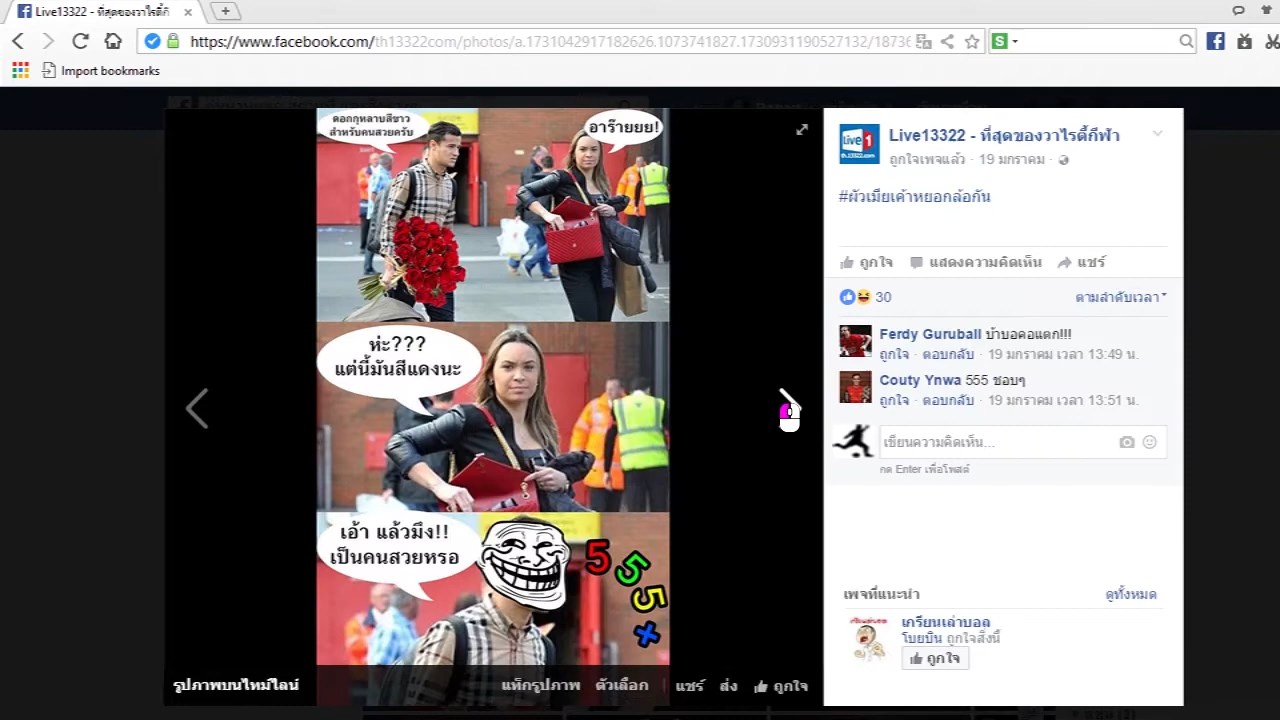 Live13322 - ที่สุดของวาไรตี้กี
https://www.facebook.com/th13322com/photos/a.1731042917182626.1073741827.1730931190527132/18736
Import bookmarks
ดอกกุหลาบสีขาว
สำหรับคนสวยครับ
อาร๊ายยย!
ห่ะ???
แต่นี้มันสีแดงนะ
เอ้า แล้วมึง!!
เป็นคนสวยหรอ
555+
รูปภาพบนไทม์ไลน์
แท็กรูปภาพ ตัวเลือก แชร์ ส่ง ถูกใจ
Live1
th.13322.com
Live13322 - ที่สุดของวาไรตี้กีฬา
ถูกใจเพจแล้ว · 19 มกราคม ·
#ผัวเมียเค้าหยอกล้อกัน
ถูกใจ แสดงความคิดเห็น แชร์
30 ตามลำดับเวลา
Ferdy Guruball บ้าบอคอแตก!!!
ถูกใจ · ตอบกลับ · 19 มกราคม เวลา 13:49 น.
Couty Ynwa 555 ชอบๆ
ถูกใจ · ตอบกลับ · 19 มกราคม เวลา 13:51 น.
เขียนความคิดเห็น...
กด Enter เพื่อโพสต์
เพจที่แนะนำ ดูทั้งหมด
เกรียนเล่าบอล
โบยบิน ถูกใจสิ่งนี้
ถูกใจ